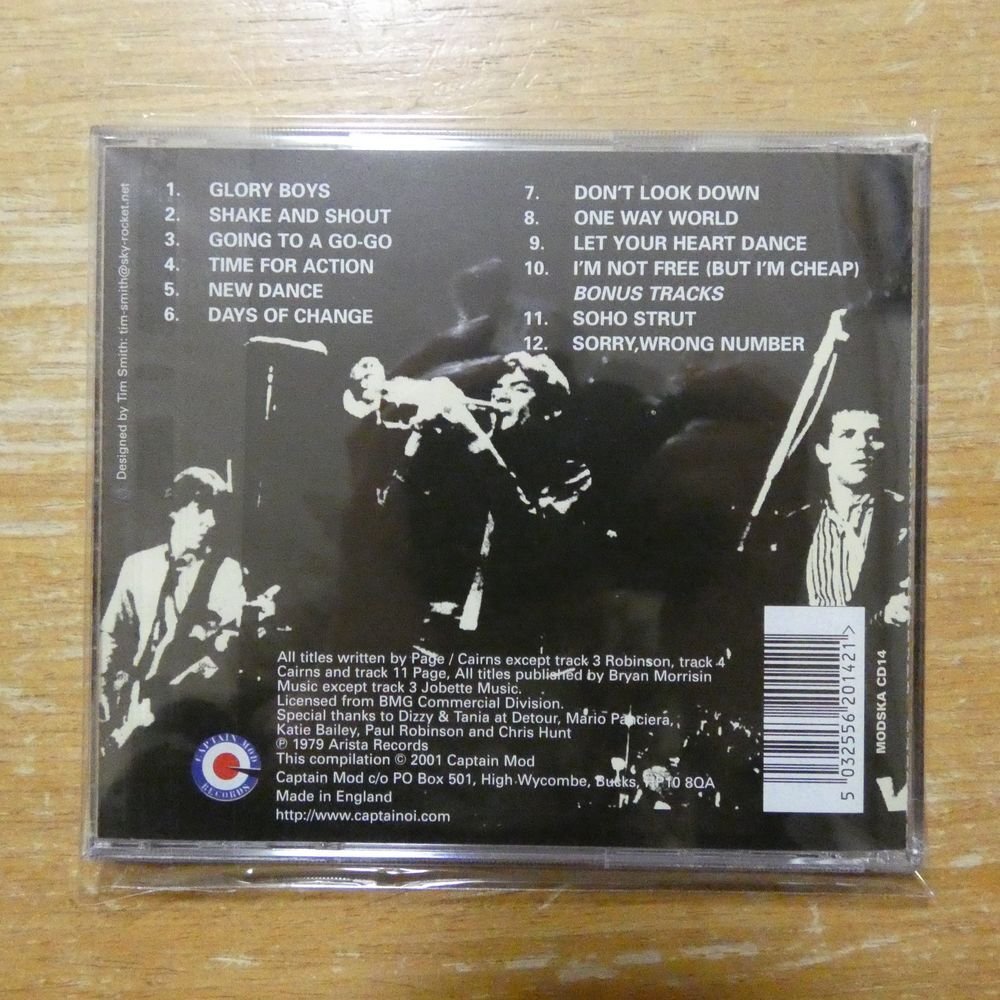 1. GLORY BOYS
2. SHAKE AND SHOUT
3. GOING TO A GO-GO
4. TIME FOR ACTION
5. NEW DANCE
6. DAYS OF CHANGE
7. DON'T LOOK DOWN
8. ONE WAY WORLD
9. LET YOUR HEART DANCE
10. I'M NOT FREE (BUT I'M CHEAP)
BONUS TRACKS
11. SOHO STRUT
12. SORRY,WRONG NUMBER
Designed by Tim Smith: tim-smith@sky-rocket.net
All titles written by Page / Cairns except track 3 Robinson, track 4
Cairns and track 11 Page, All titles published by Bryan Morrisin
Music except track 3 Jobette Music.
Licensed from BMG Commercial Division.
Special thanks to Dizzy & Tania at Detour, Mario Panciera,
Katie Bailey, Paul Robinson and Chris Hunt
℗ 1979 Arista Records
This compilation © 2001 Captain Mod
Captain Mod c/o PO Box 501, High Wycombe, Bucks, HP10 8QA
Made in England
http://www.captainoi.com
CAPTAIN MOD
RECORDS
5 032556 201421
MODSKA CD14